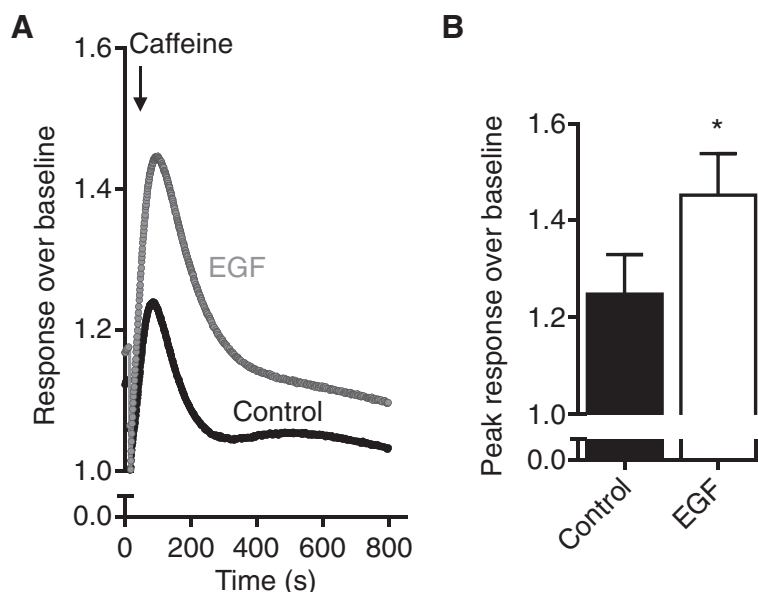 A
Response over baseline
1.6
1.4
1.2
1.0
0.0
Caffeine
EGF
Control
0 200 400 600 800
Time (s)
B
Peak response over baseline
1.6
1.4
1.2
1.0
0.0
*
Control
EGF